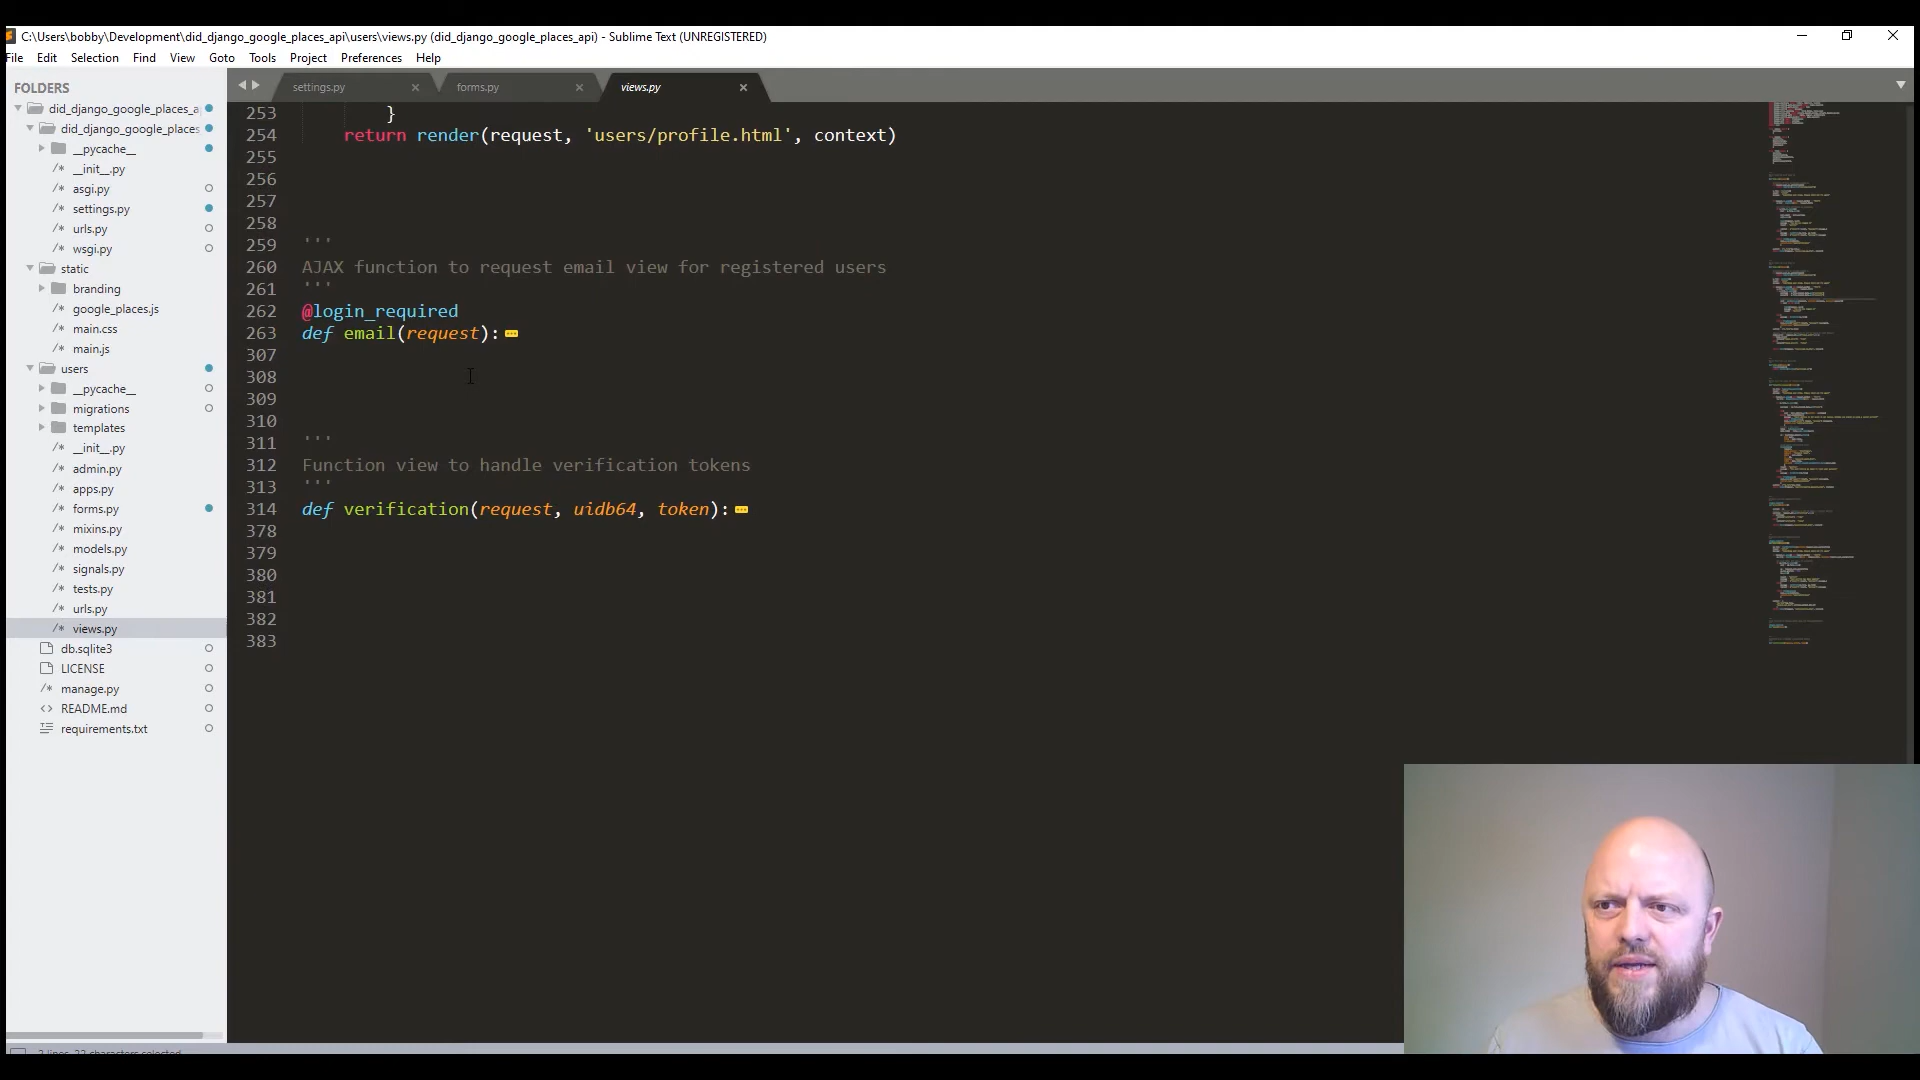 C:\Users\bobby\Development\did_django_google_places_api\users\views.py (did_django_google_places_api) - Sublime Text (UNREGISTERED)
File Edit Selection Find View Goto Tools Project Preferences Help
FOLDERS
did_django_google_places_a
did_django_google_places
__pycache__
__init__.py
asgi.py
settings.py
urls.py
wsgi.py
static
branding
google_places.js
main.css
main.js
users
__pycache__
migrations
templates
__init__.py
admin.py
apps.py
forms.py
mixins.py
models.py
signals.py
tests.py
urls.py
views.py
db.sqlite3
LICENSE
manage.py
README.md
requirements.txt
settings.py forms.py views.py
253 }
254 return render(request, 'users/profile.html', context)
255
256
257
258
259 '''
260 AJAX function to request email view for registered users
261 '''
262 @login_required
263 def email(request):
307
308
309
310
311 '''
312 Function view to handle verification tokens
313 '''
314 def verification(request, uidb64, token):
378
379
380
381
382
383